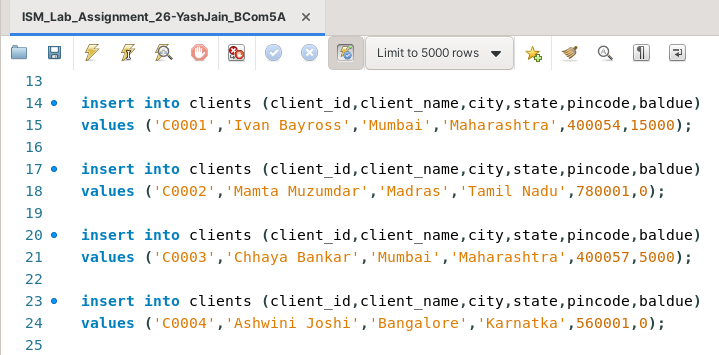 ISM_Lab_Assignment_26-YashJain_BCom5A ×
Limit to 5000 rows
13
14 insert into clients (client_id,client_name,city,state,pincode,baldue)
15 values ('C0001','Ivan Bayross','Mumbai','Maharashtra',400054,15000);
16
17 insert into clients (client_id,client_name,city,state,pincode,baldue)
18 values ('C0002','Mamta Muzumdar','Madras','Tamil Nadu',780001,0);
19
20 insert into clients (client_id,client_name,city,state,pincode,baldue)
21 values ('C0003','Chhaya Bankar','Mumbai','Maharashtra',400057,5000);
22
23 insert into clients (client_id,client_name,city,state,pincode,baldue)
24 values ('C0004','Ashwini Joshi','Bangalore','Karnatka',560001,0);
25